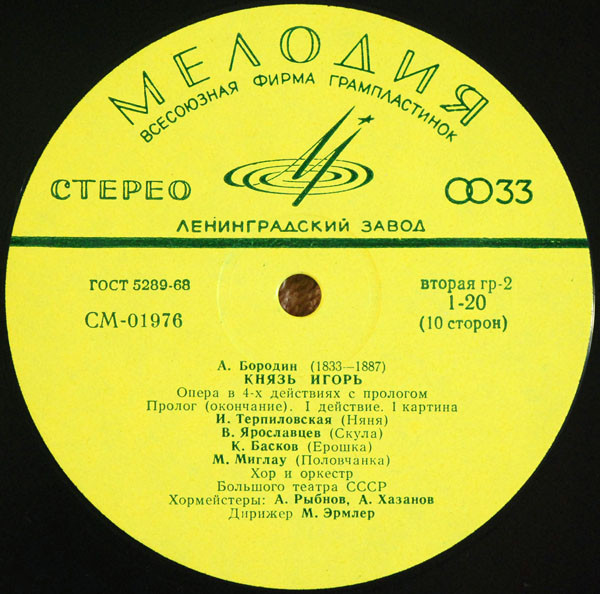 МЕЛОДИЯ
ВСЕСОЮЗНАЯ ФИРМА ГРАМПЛАСТИНОК
СТЕРЕО
33
ЛЕНИНГРАДСКИЙ ЗАВОД
ГОСТ 5289-68
вторая гр-2
СМ-01976
1-20
(10 сторон)
А. Бородин (1833—1887)
КНЯЗЬ ИГОРЬ
Опера в 4-х действиях с прологом
Пролог (окончание). I действие. 1 картина
И. Терпиловская (Няня)
В. Ярославцев (Скула)
К. Басков (Ерошка)
М. Миглау (Половчанка)
Хор и оркестр
Большого театра СССР
Хормейстеры: А. Рыбнов, А. Хазанов
Дирижер М. Эрмлер